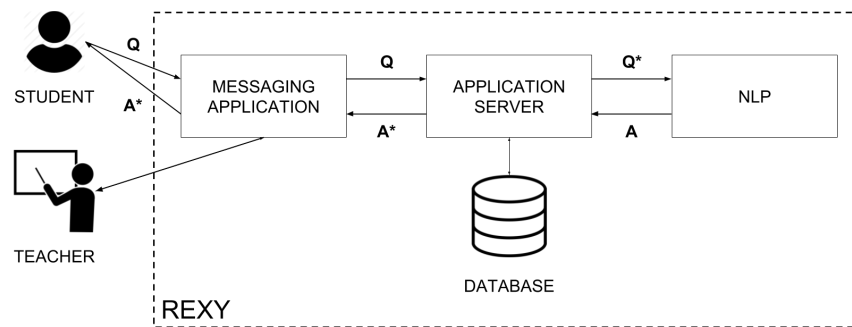 Q
Q
Q*
STUDENT
A*
MESSAGING
APPLICATION
APPLICATION
SERVER
NLP
A*
A
TEACHER
DATABASE
REXY